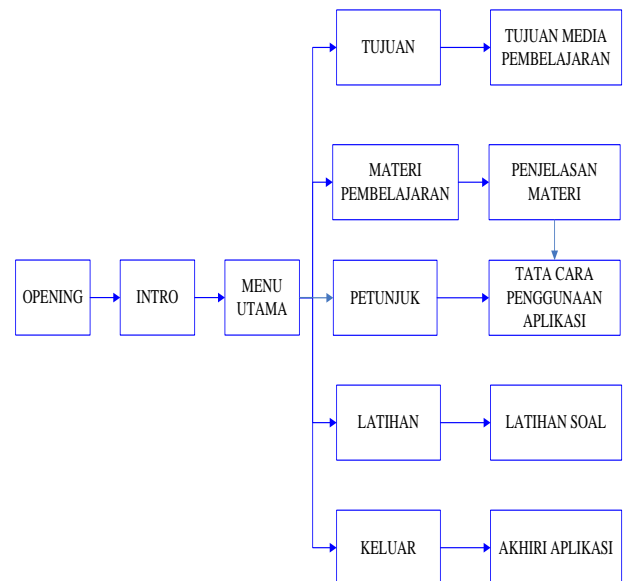 TUJUAN
TUJUAN MEDIA
PEMBELAJARAN
MATERI
PEMBELAJARAN
PENJELASAN
MATERI
OPENING
INTRO
MENU
UTAMA
PETUNJUK
TATA CARA
PENGGUNAAN
APLIKASI
LATIHAN
LATIHAN SOAL
KELUAR
AKHIRI APLIKASI